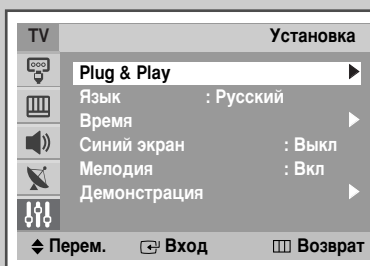 TV Установка
Plug & Play
Язык : Русский
Время
Синий экран : Выкл
Мелодия : Вкл
Демонстрация
Перем. Вход Возврат